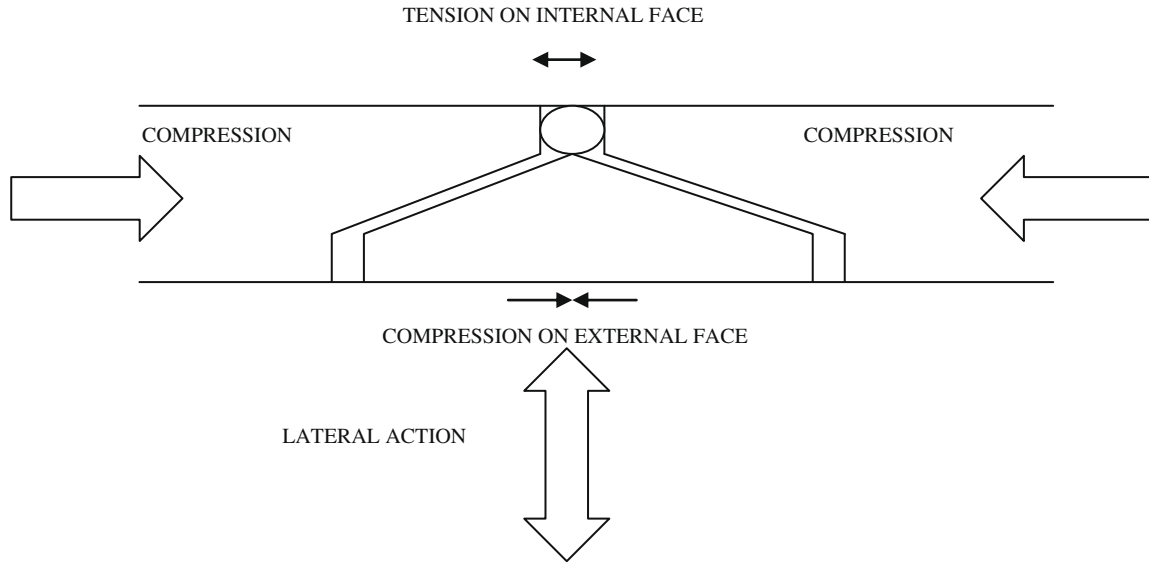 TENSION ON INTERNAL FACE
COMPRESSION
COMPRESSION
COMPRESSION ON EXTERNAL FACE
LATERAL ACTION